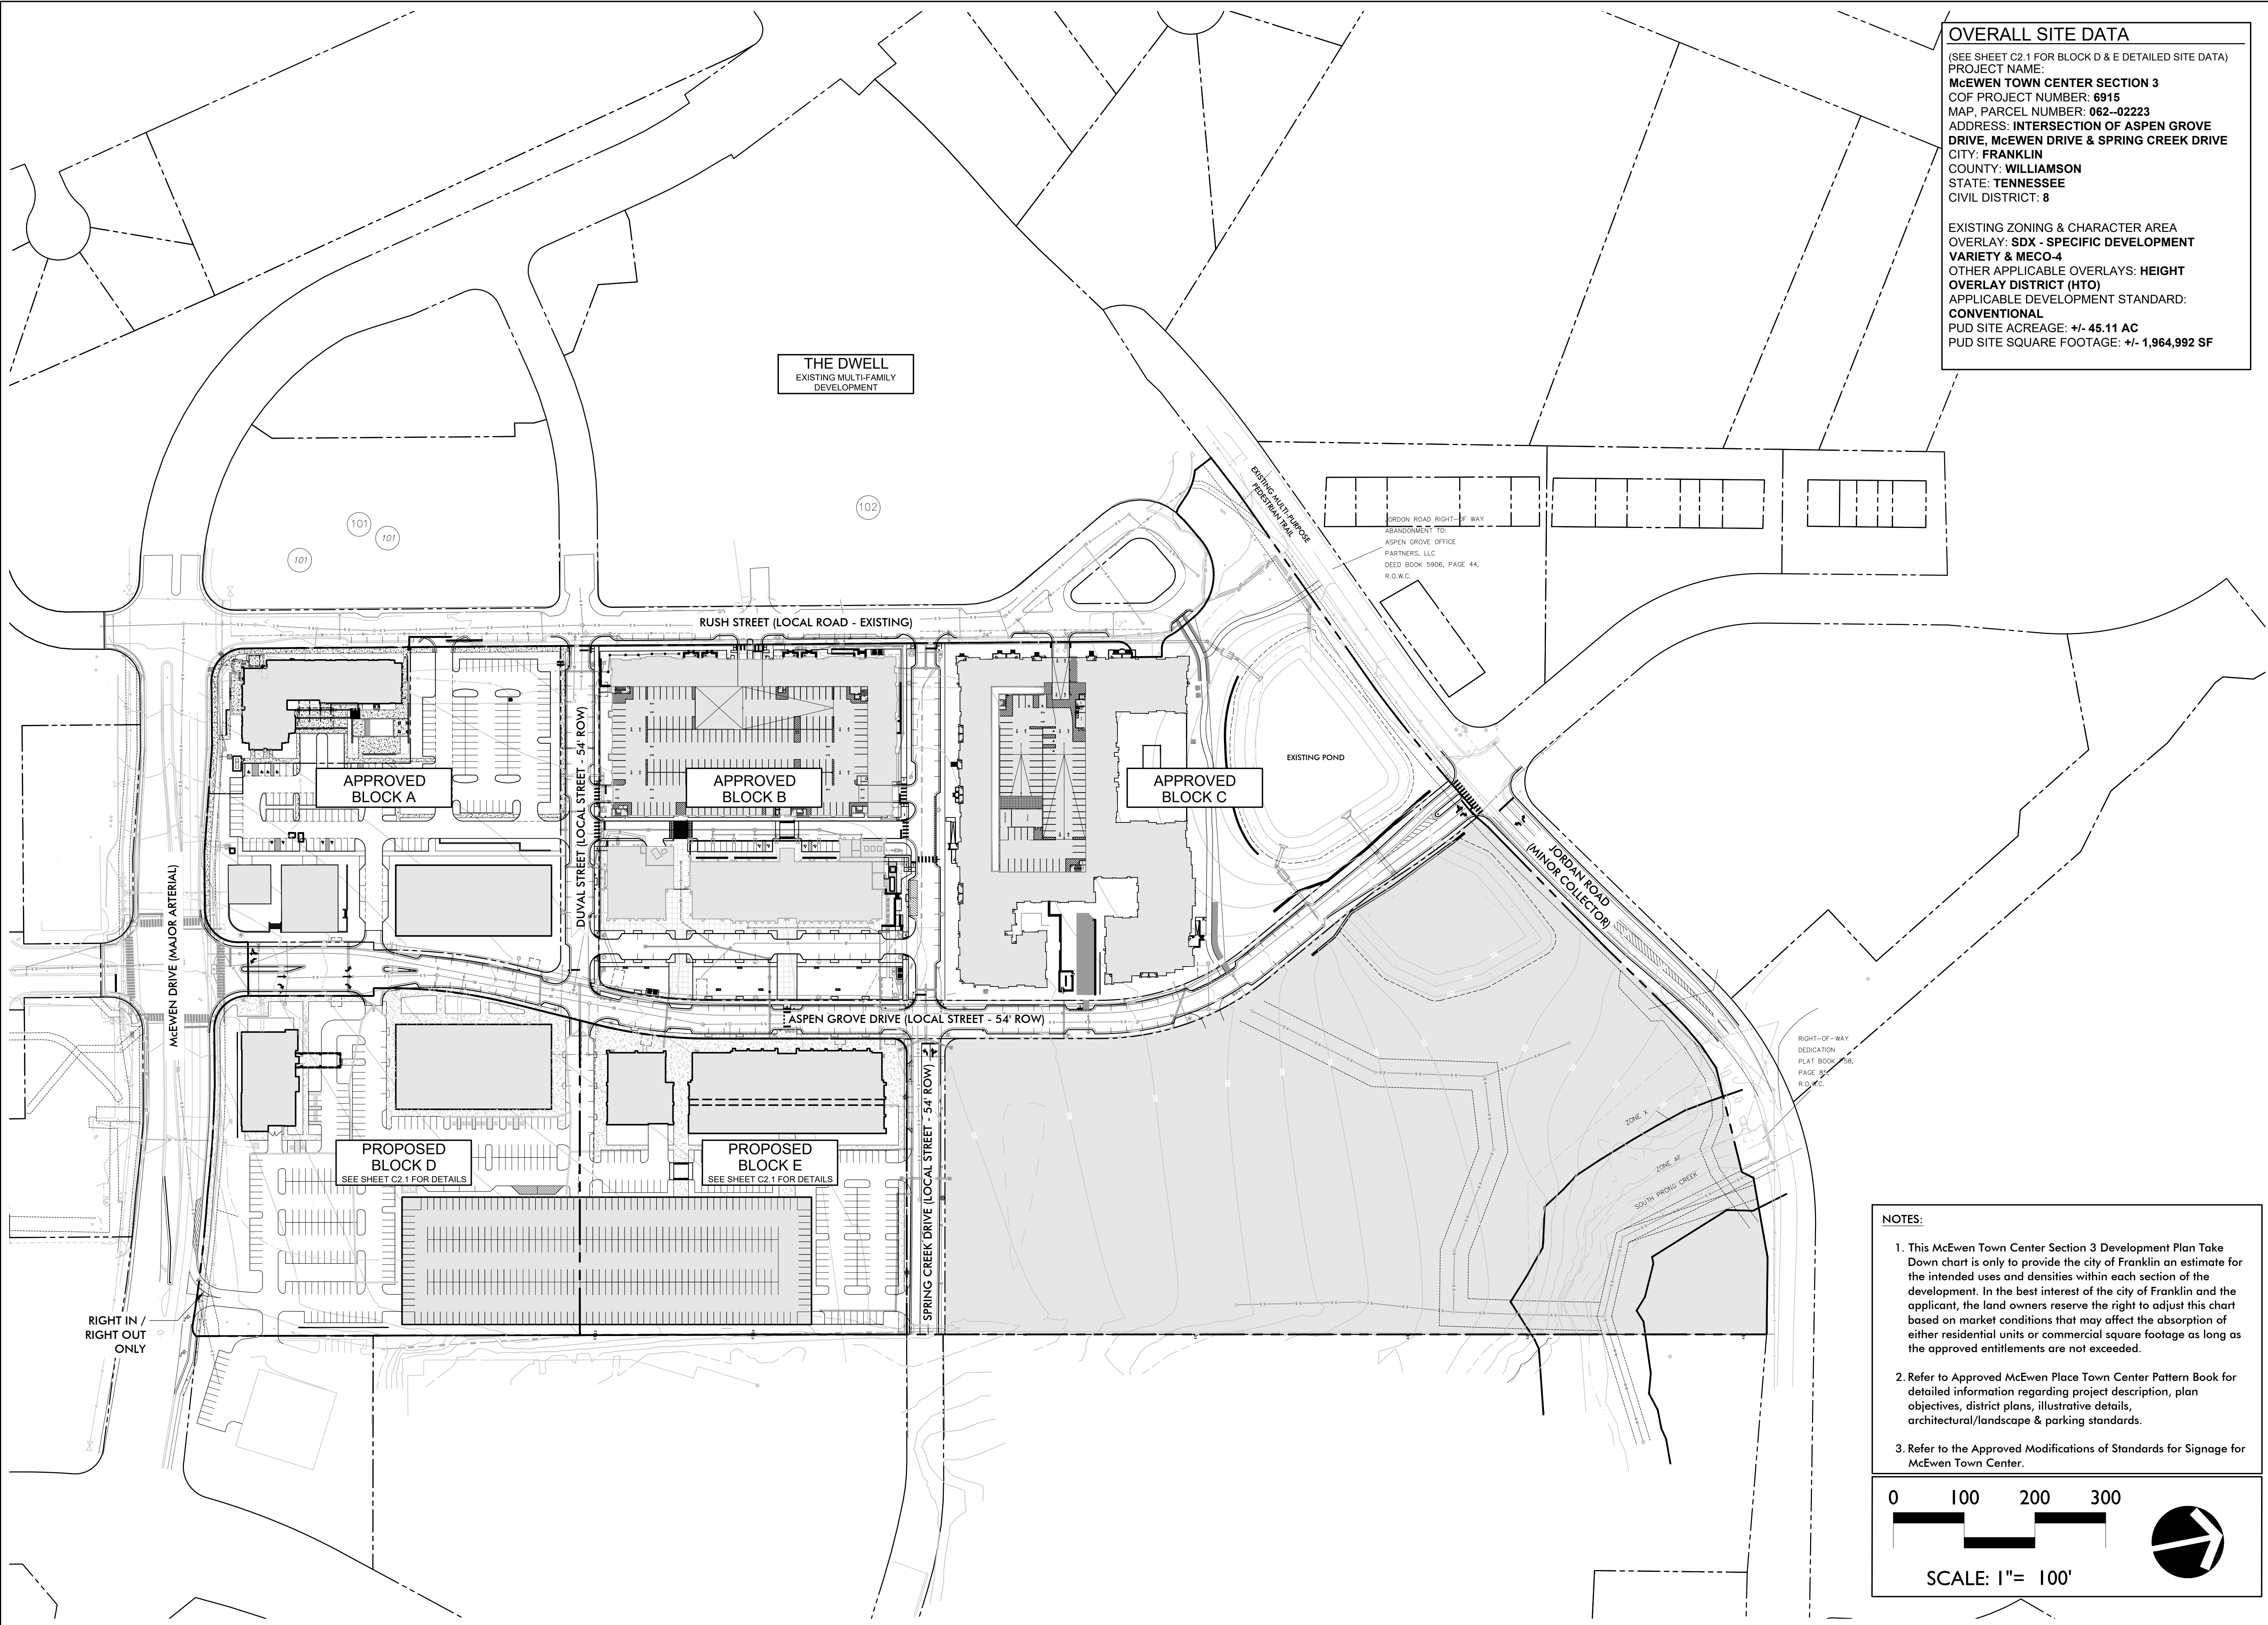 OVERALL SITE DATA
(SEE SHEET C2.1 FOR BLOCK D & E DETAILED SITE DATA)
PROJECT NAME:
McEWEN TOWN CENTER SECTION 3
COF PROJECT NUMBER: 6915
MAP, PARCEL NUMBER: 062--02223
ADDRESS: INTERSECTION OF ASPEN GROVE
DRIVE, McEWEN DRIVE & SPRING CREEK DRIVE
CITY: FRANKLIN
COUNTY: WILLIAMSON
STATE: TENNESSEE
CIVIL DISTRICT: 8
EXISTING ZONING & CHARACTER AREA
OVERLAY: SDX - SPECIFIC DEVELOPMENT
VARIETY & MECO-4
OTHER APPLICABLE OVERLAYS: HEIGHT
OVERLAY DISTRICT (HTO)
APPLICABLE DEVELOPMENT STANDARD:
CONVENTIONAL
PUD SITE ACREAGE: +/- 45.11 AC
PUD SITE SQUARE FOOTAGE: +/- 1,964,992 SF
THE DWELL
EXISTING MULTI-FAMILY
DEVELOPMENT
102
101
101
101
EXISTING MULTI-PURPOSE
PEDESTRIAN TRAIL
JORDON ROAD RIGHT-OF WAY
ABANDONMENT TO:
ASPEN GROVE OFFICE
PARTNERS, LLC
DEED BOOK 5906, PAGE 44,
R.O.W.C.
RUSH STREET (LOCAL ROAD - EXISTING)
24"
EXISTING POND
APPROVED
BLOCK A
APPROVED
BLOCK B
APPROVED
BLOCK C
DUVAL STREET (LOCAL STREET - 54' ROW)
McEWEN DRIVE (MAJOR ARTERIAL)
JORDAN ROAD
(MINOR COLLECTOR)
ASPEN GROVE DRIVE (LOCAL STREET - 54' ROW)
SPRING CREEK DRIVE (LOCAL STREET - 54' ROW)
RIGHT-OF-WAY
DEDICATION
PLAT BOOK P58,
PAGE
R.O.W.C.
ZONE X
ZONE AE
SOUTH PRONG CREEK
PROPOSED
BLOCK D
SEE SHEET C2.1 FOR DETAILS
PROPOSED
BLOCK E
SEE SHEET C2.1 FOR DETAILS
RIGHT IN /
RIGHT OUT
ONLY
NOTES:
1. This McEwen Town Center Section 3 Development Plan Take
Down chart is only to provide the city of Franklin an estimate for
the intended uses and densities within each section of the
development. In the best interest of the city of Franklin and the
applicant, the land owners reserve the right to adjust this chart
based on market conditions that may affect the absorption of
either residential units or commercial square footage as long as
the approved entitlements are not exceeded.
2. Refer to Approved McEwen Place Town Center Pattern Book for
detailed information regarding project description, plan
objectives, district plans, illustrative details,
architectural/landscape & parking standards.
3. Refer to the Approved Modifications of Standards for Signage for
McEwen Town Center.
0 100 200 300
SCALE: 1"= 100'